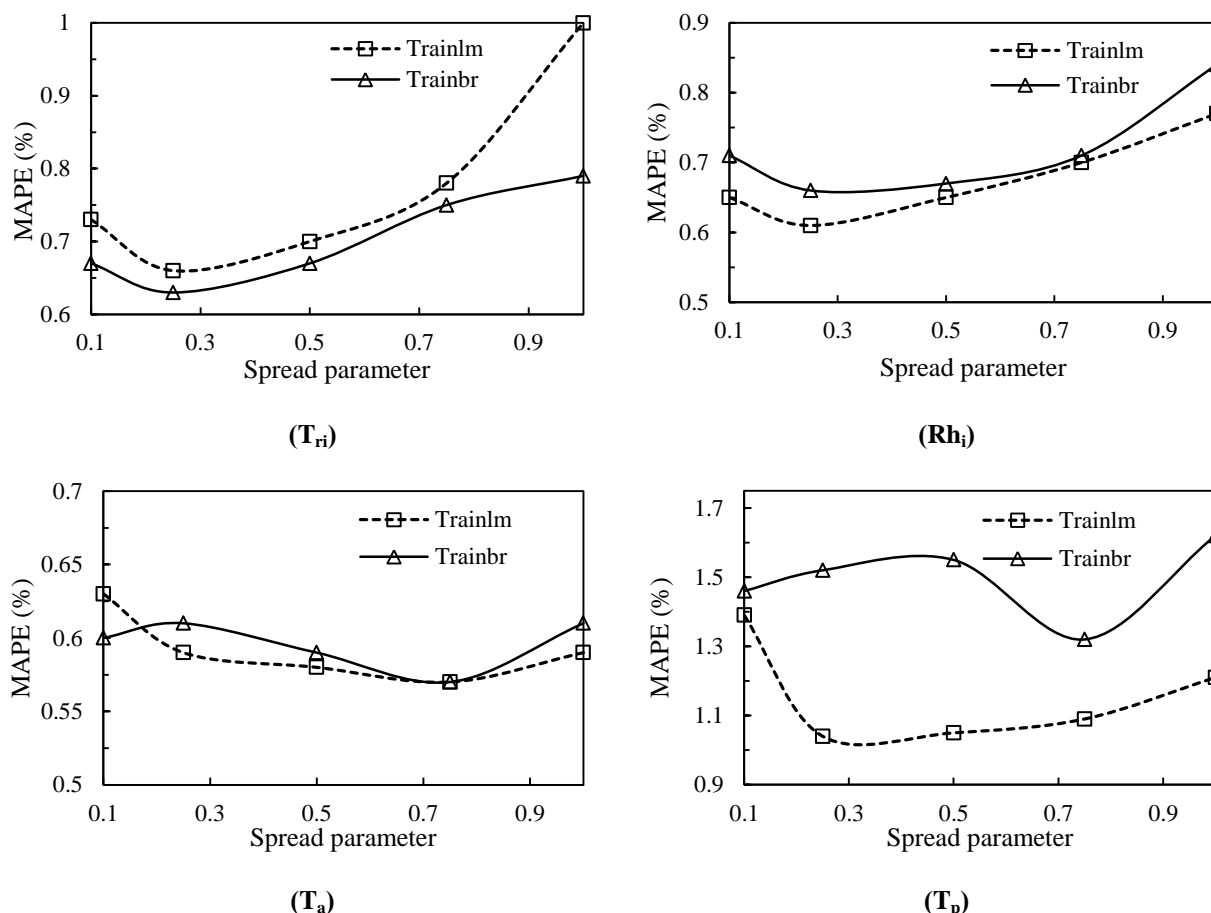 1
0.9
0.8
0.7
0.6
MAPE (%)
Trainlm
Trainbr
0.1 0.3 0.5 0.7 0.9
Spread parameter
(Tri)
0.9
0.8
0.7
0.6
0.5
MAPE (%)
Trainlm
Trainbr
0.1 0.3 0.5 0.7 0.9
Spread parameter
(Rhi)
0.7
0.65
0.6
0.55
0.5
MAPE (%)
Trainlm
Trainbr
0.1 0.3 0.5 0.7 0.9
Spread parameter
(Ta)
1.7
1.5
1.3
1.1
0.9
MAPE (%)
Trainlm
Trainbr
0.1 0.3 0.5 0.7 0.9
Spread parameter
(Tp)